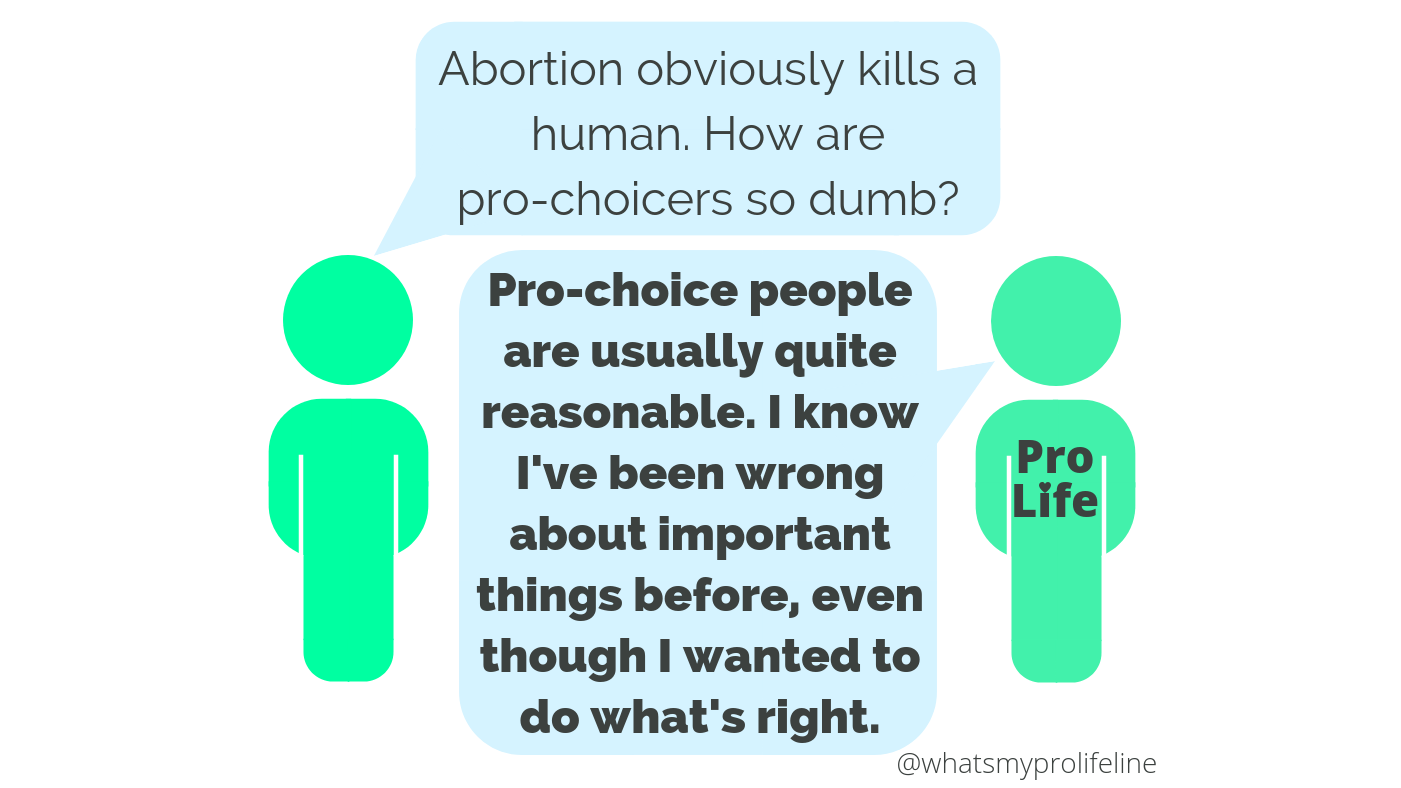 Abortion obviously kills a
human. How are
pro-choicers so dumb?
Pro-choice people
are usually quite
reasonable. I know
I've been wrong
about important
things before, even
though I wanted to
do what's right.
Pro
Life
@whatsmyprolifeline